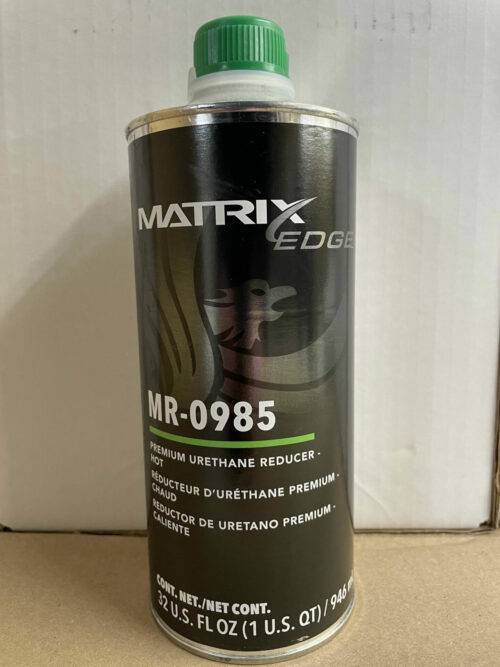 MATRIX
EDGE
MR-0985
PREMIUM URETHANE REDUCER -
HOT
RÉDUCTEUR D'URÉTHANE PREMIUM -
CHAUD
REDUCTOR DE URETANO PREMIUM -
CALIENTE
CONT. NET./NET CONT.
32 U.S. FL OZ (1 U.S. QT) / 946